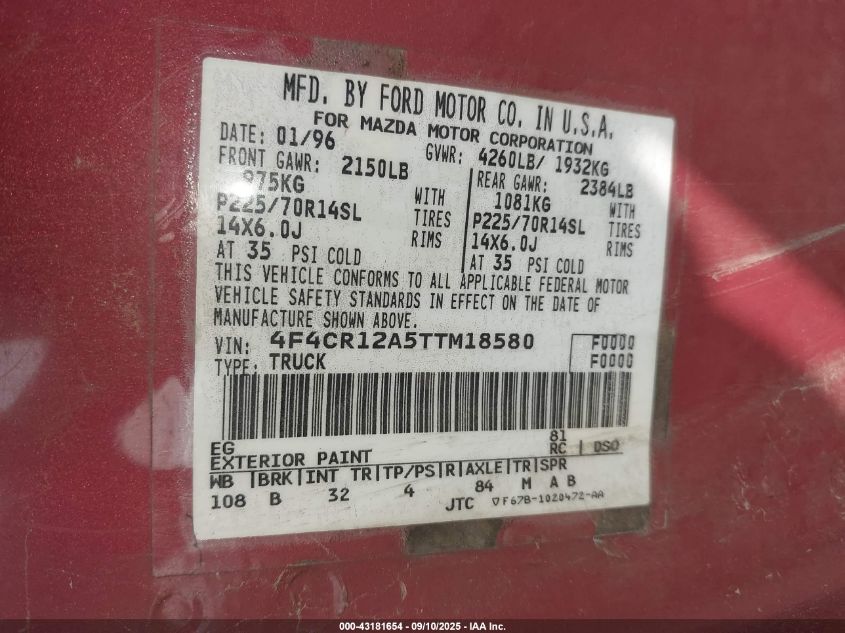 MFD. BY FORD MOTOR CO. IN U.S.A.
FOR MAZDA MOTOR CORPORATION
DATE: 01/96 GVWR: 4260LB/ 1932KG
FRONT GAWR: 2150LB REAR GAWR: 2384LB
975KG WITH 1081KG WITH
P225/70R14SL TIRES P225/70R14SL TIRES
14X6.0J RIMS 14X6.0J RIMS
AT 35 PSI COLD AT 35 PSI COLD
THIS VEHICLE CONFORMS TO ALL APPLICABLE FEDERAL MOTOR
VEHICLE SAFETY STANDARDS IN EFFECT ON THE DATE OF
MANUFACTURE SHOWN ABOVE.
VIN: 4F4CR12A5TTM18580 F0000
TYPE: TRUCK F0000
EG 81
EXTERIOR PAINT RC DSO
WB BRK INT TR TP/PS R AXLE TR SPR
108 B 32 4 84 M A B
JTC ▽F67B-1020472-AA
000-43181654 - 09/10/2025 - IAA Inc.